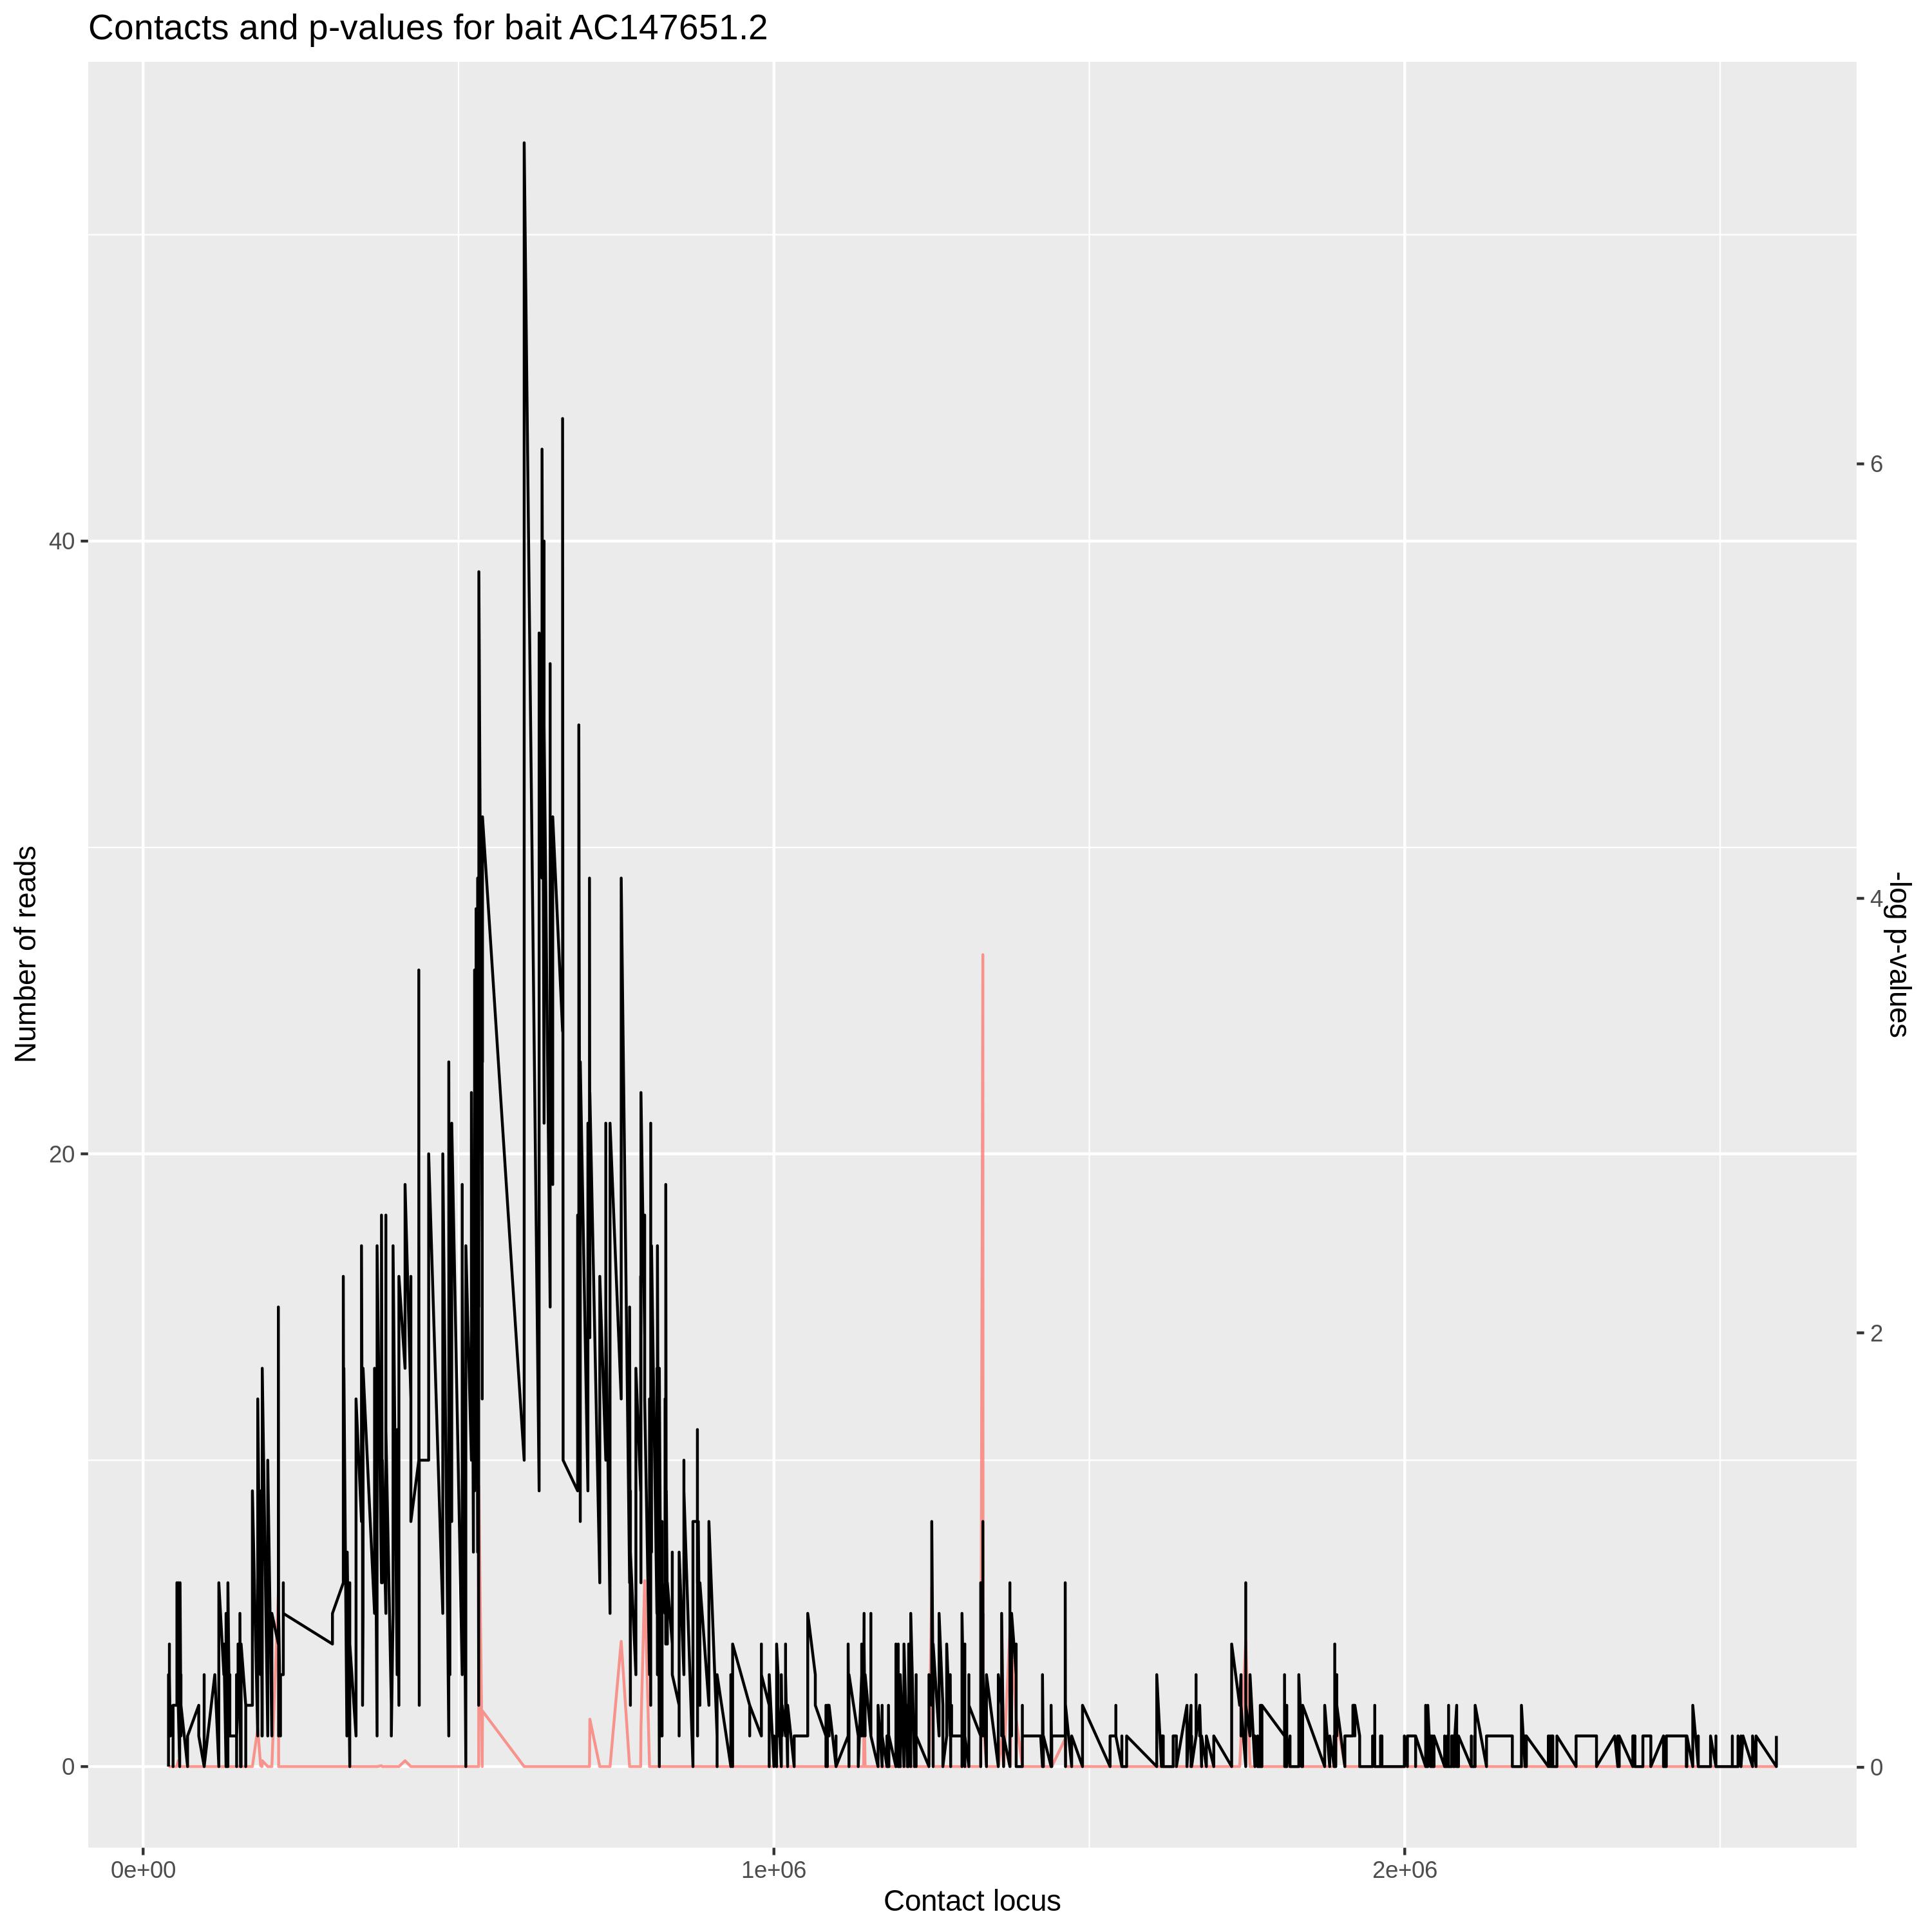 Contacts and p-values for bait AC147651.2
Number of reads
40
20
0
6
4
2
0
-log p-values
0e+00
1e+06
2e+06
Contact locus